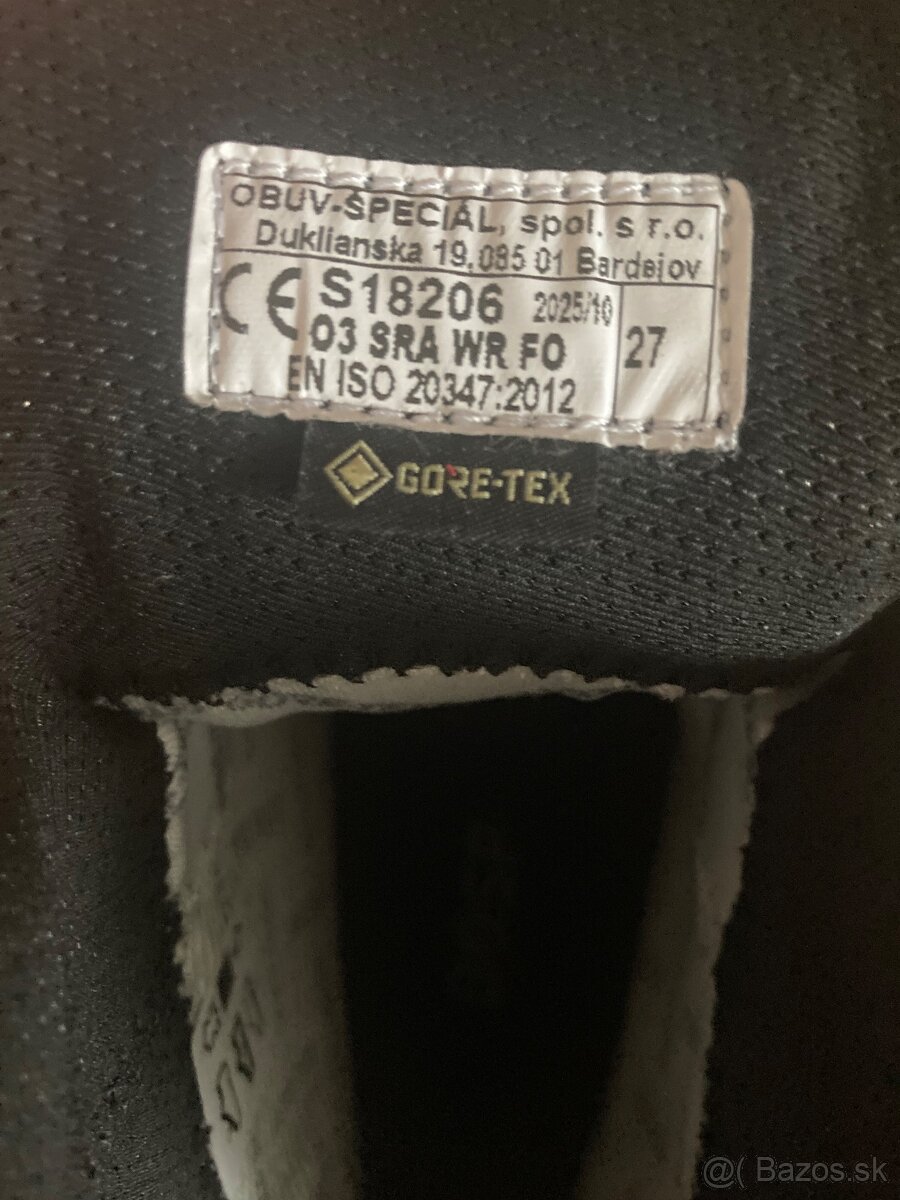 OBUV-ŠPECIÁL, spol. s r.o.
Duklianska 19, 085 01 Bardejov
CE S18206 2025/10
O3 SRA WR FO 27
EN ISO 20347:2012
GORE-TEX
@( Bazos.sk